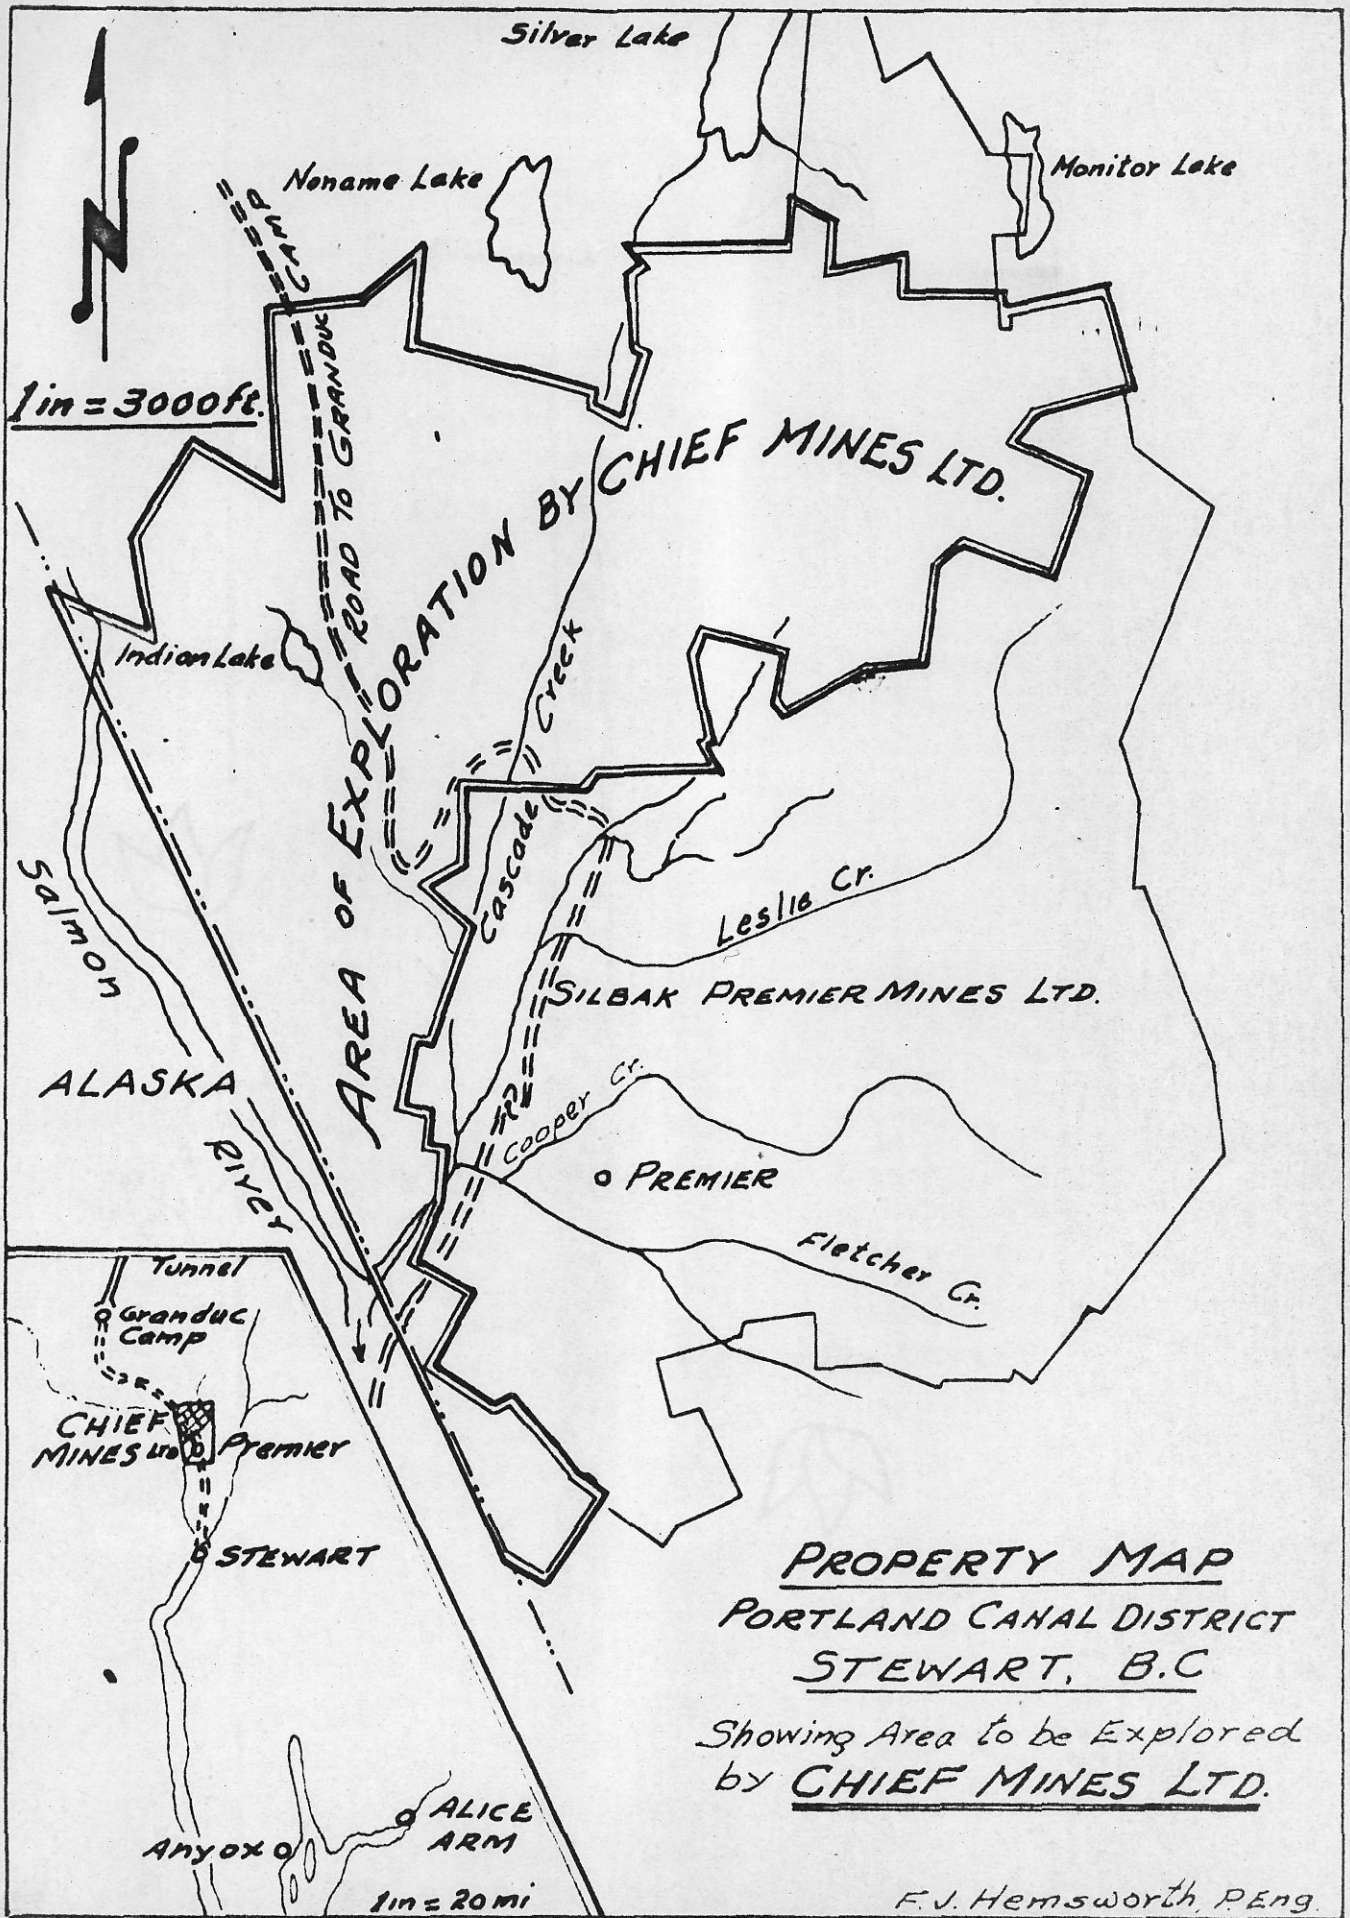 Silver Lake
Noname Lake
Monitor Lake
N
1 in = 3000 ft.
ROAD TO GRANDUK CAMP
AREA OF EXPLORATION BY CHIEF MINES LTD.
Indian Lake
Cascade Creek
Salmon River
ALASKA
Leslie Cr.
SILBAK PREMIER MINES LTD.
Cooper Cr.
PREMIER
Fletcher Cr.
Tunnel
Granduc
Camp
CHIEF
MINES LTD
Premier
STEWART
Anyox
ALICE
ARM
1 in = 20 mi
PROPERTY MAP
PORTLAND CANAL DISTRICT
STEWART, B.C
Showing Area to be Explored
by CHIEF MINES LTD.
F. J. Hemsworth, P.Eng.